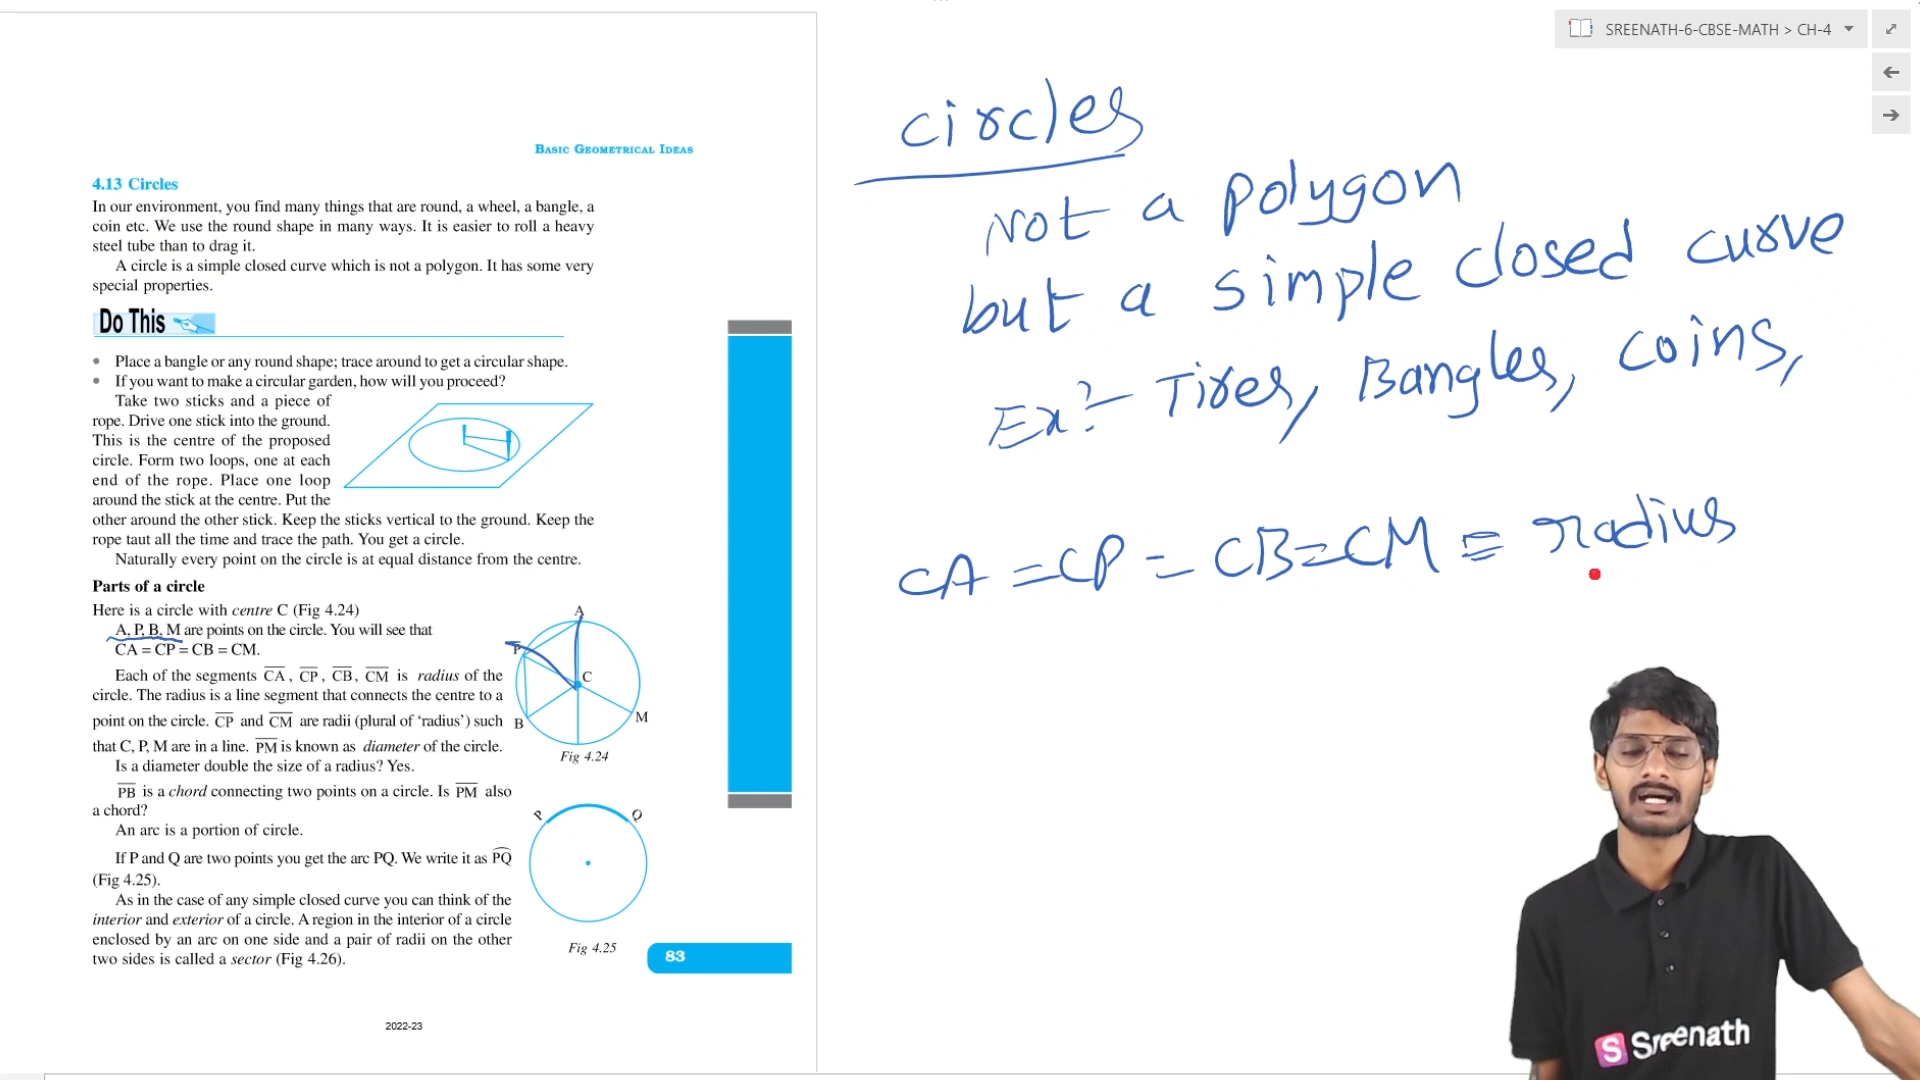 SREENATH-6-CBSE-MATH > CH-4
BASIC GEOMETRICAL IDEAS
4.13 Circles
In our environment, you find many things that are round, a wheel, a bangle, a
coin etc. We use the round shape in many ways. It is easier to roll a heavy
steel tube than to drag it.
A circle is a simple closed curve which is not a polygon. It has some very
special properties.
Do This
• Place a bangle or any round shape; trace around to get a circular shape.
• If you want to make a circular garden, how will you proceed?
Take two sticks and a piece of
rope. Drive one stick into the ground.
This is the centre of the proposed
circle. Form two loops, one at each
end of the rope. Place one loop
around the stick at the centre. Put the
other around the other stick. Keep the sticks vertical to the ground. Keep the
rope taut all the time and trace the path. You get a circle.
Naturally every point on the circle is at equal distance from the centre.
Parts of a circle
Here is a circle with centre C (Fig 4.24)
A, P, B, M are points on the circle. You will see that
CA = CP = CB = CM.
Each of the segments CA, CP, CB, CM is radius of the
circle. The radius is a line segment that connects the centre to a
point on the circle. CP and CM are radii (plural of ‘radius’) such
that C, P, M are in a line. PM is known as diameter of the circle.
Is a diameter double the size of a radius? Yes.
PB is a chord connecting two points on a circle. Is PM also
a chord?
An arc is a portion of circle.
If P and Q are two points you get the arc PQ. We write it as PQ
(Fig 4.25).
As in the case of any simple closed curve you can think of the
interior and exterior of a circle. A region in the interior of a circle
enclosed by an arc on one side and a pair of radii on the other
two sides is called a sector (Fig 4.26).
A
P
C
B
M
Fig 4.24
P
Q
Fig 4.25
83
2022-23
circles
Not a polygon
but a simple closed curve
Ex:- Tires, Bangles, coins,
CA = CP = CB = CM = radius
S Sreenath